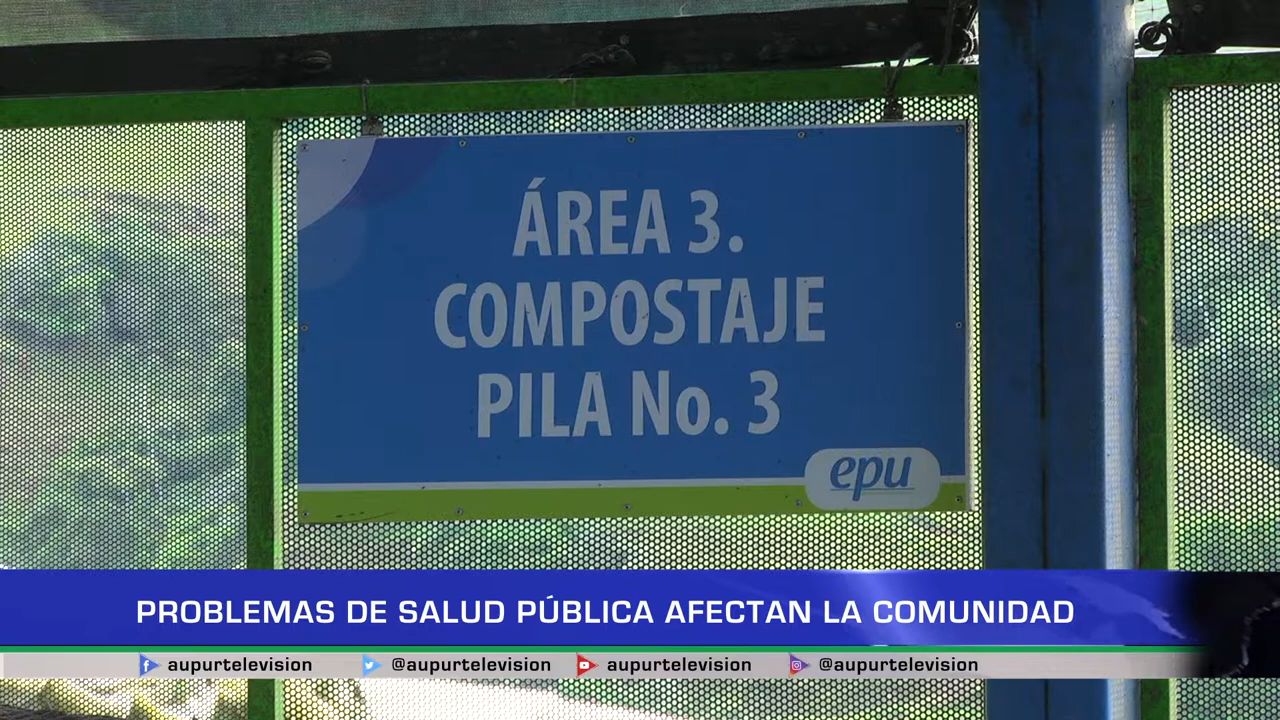 ÁREA 3.
COMPOSTAJE
PILA No. 3
epu
PROBLEMAS DE SALUD PÚBLICA AFECTAN LA COMUNIDAD
aupurtelevision @aupurtelevision aupurtelevision @aupurtelevision